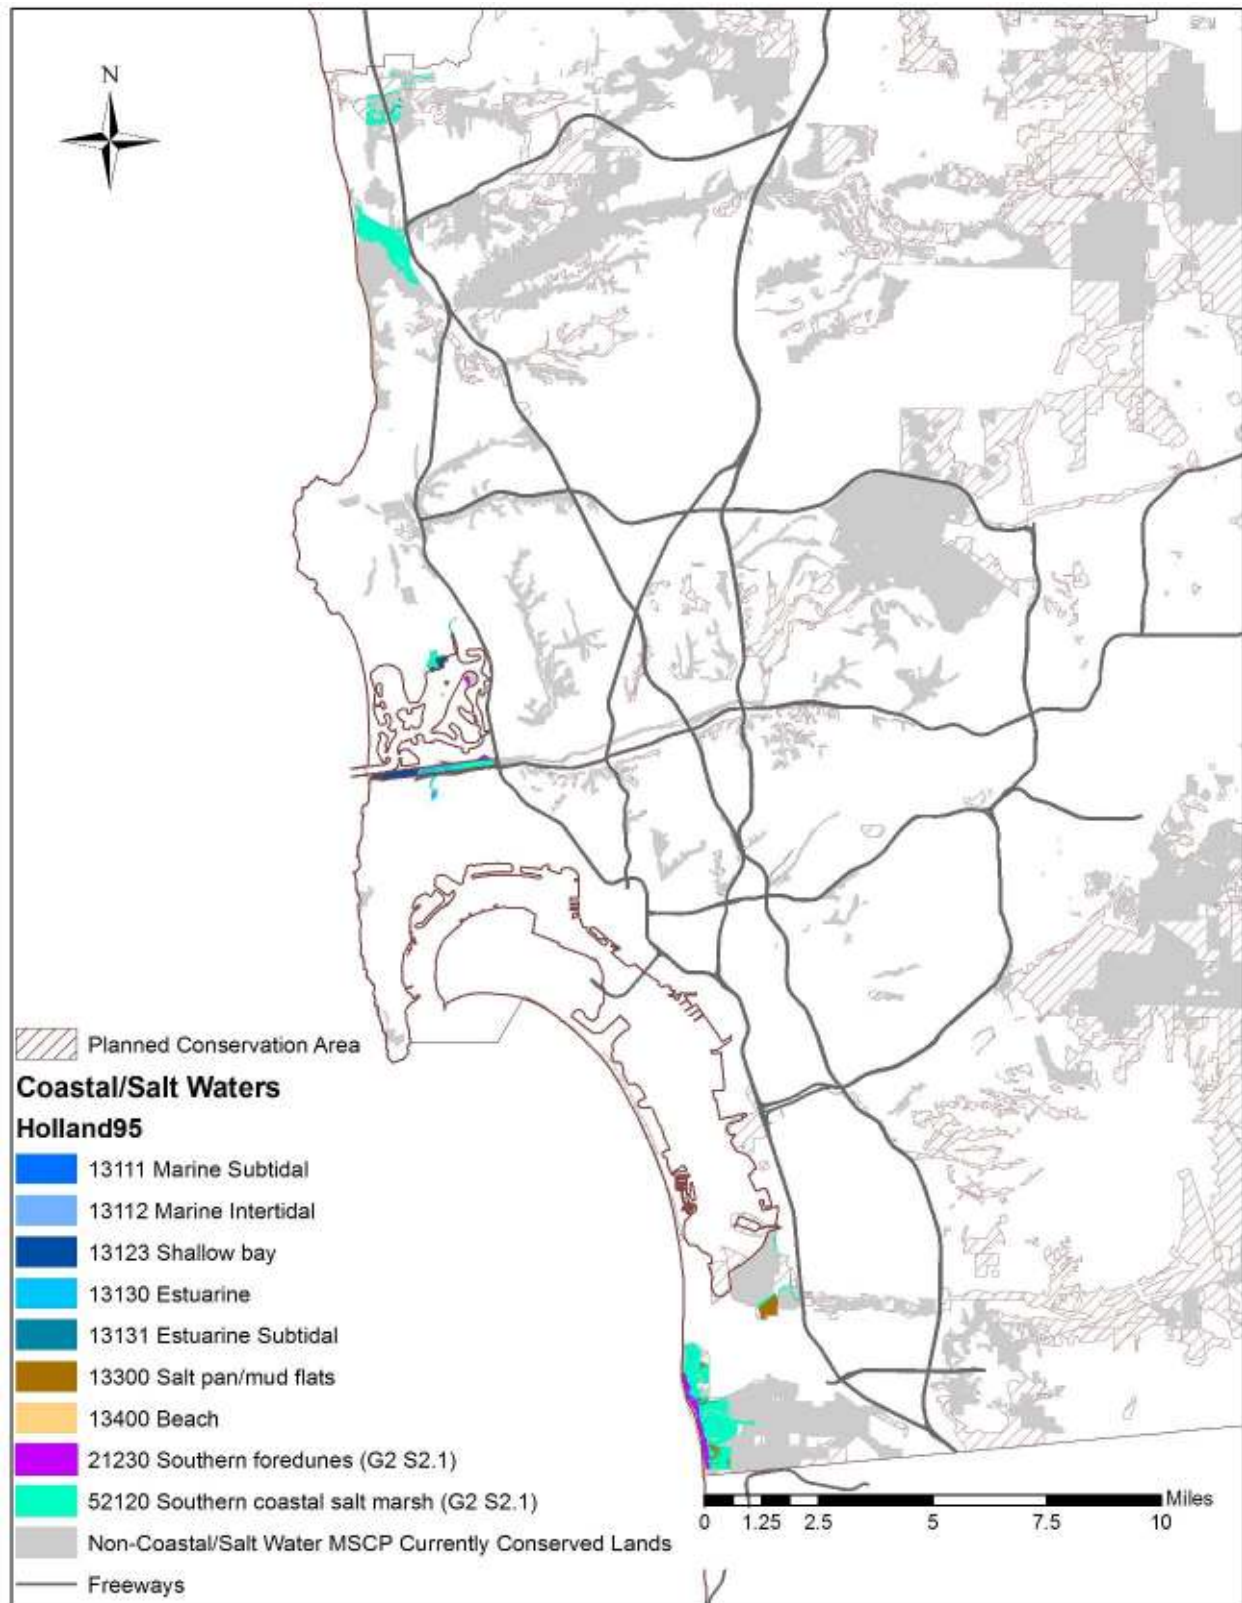 N
Planned Conservation Area
Coastal/Salt Waters
Holland95
13111 Marine Subtidal
13112 Marine Intertidal
13123 Shallow bay
13130 Estuarine
13131 Estuarine Subtidal
13300 Salt pan/mud flats
13400 Beach
21230 Southern foredunes (G2 S2.1)
52120 Southern coastal salt marsh (G2 S2.1)
Non-Coastal/Salt Water MSCP Currently Conserved Lands
Freeways
Miles
0 1.25 2.5 5 7.5 10